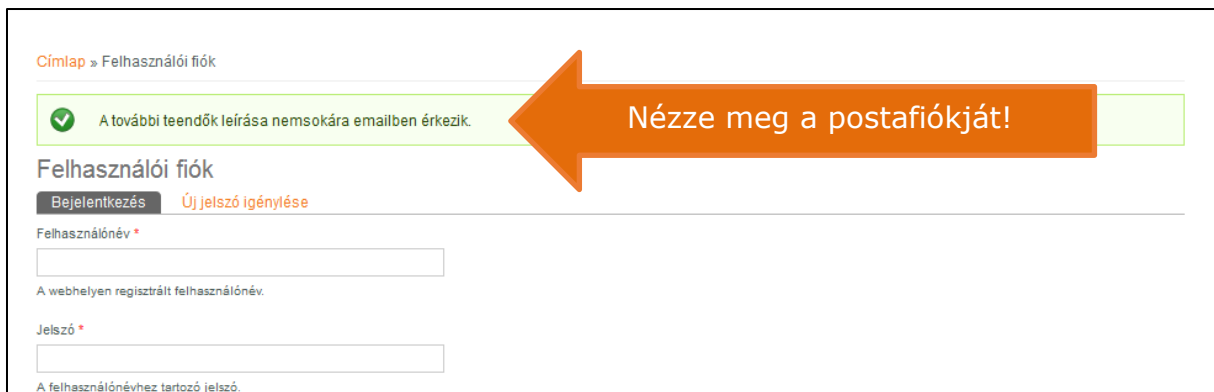 Címlap » Felhasználói fiók
A további teendők leírása nemsokára emailben érkezik.
Nézze meg a postafiókját!
Felhasználói fiók
Bejelentkezés Új jelszó igénylése
Felhasználónév *
A webhelyen regisztrált felhasználónév.
Jelszó *
A felhasználónévhez tartozó jelszó.